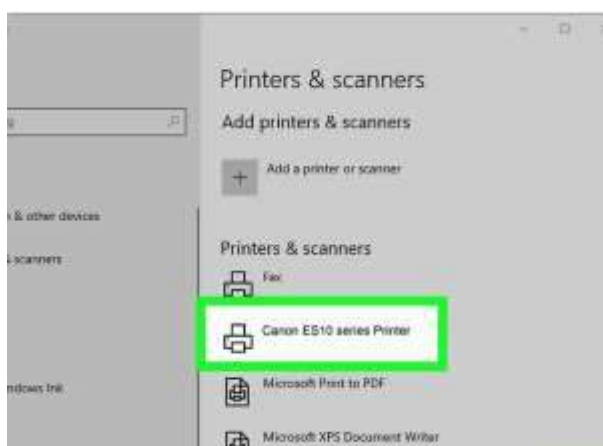 Printers & scanners
Add printers & scanners
Add a printer or scanner
& other devices
scanners
Printers & scanners
Fax
Canon ES10 series Printer
Microsoft Print to PDF
Ink
Microsoft XPS Document Writer